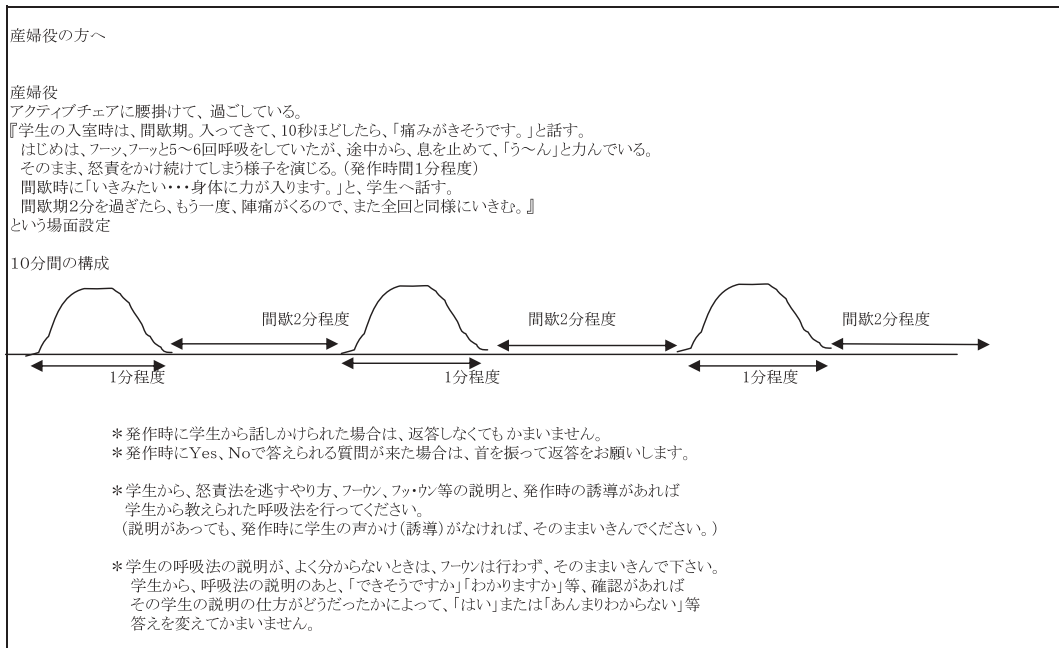 産婦役の方へ
産婦役
アクティブチェアに腰掛けて、過ごしている。
『学生の入室時は、間歇期。入ってきて、10秒ほどしたら、「痛みがきそうです。」と話す。
はじめは、フーッ、フーッと5～6回呼吸をしていたが、途中から、息を止めて、「う～ん」と力んでいる。
そのまま、怒責をかけ続けてしまう様子を演じる。(発作時間1分程度)
間歇時に「いきみたい・・・身体に力が入ります。」と、学生へ話す。
間歇期２分を過ぎたら、もう一度、陣痛がくるので、また全回と同様にいきむ。』
という場面設定
10分間の構成
間歇2分程度
間歇2分程度
間歇2分程度
1分程度
1分程度
1分程度
＊発作時に学生から話しかけられた場合は、返答しなくてもかまいません。
＊発作時にYes、Noで答えられる質問が来た場合は、首を振って返答をお願いします。
＊学生から、怒責法を逃すやり方、フーウン、フッ・ウン等の説明と、発作時の誘導があれば
学生から教えられた呼吸法を行ってください。
(説明があっても、発作時に学生の声かけ(誘導)がなければ、そのままいきんでください。)
＊学生の呼吸法の説明が、よく分からないときは、フーウンは行わず、そのままいきんで下さい。
学生から、呼吸法の説明のあと、「できそうですか」「わかりますか」等、確認があれば
その学生の説明の仕方がどうだったかによって、「はい」または「あんまりわからない」等
答えを変えてかまいません。